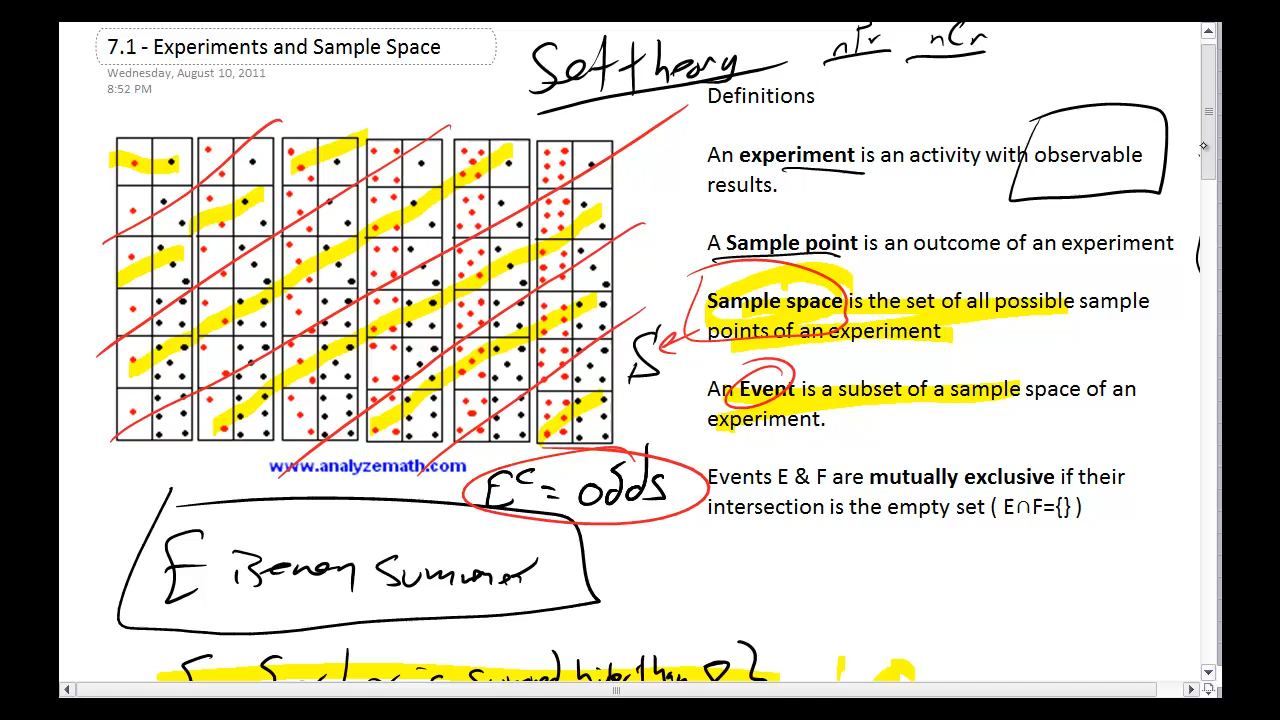 7.1 - Experiments and Sample Space
Wednesday, August 10, 2011
8:52 PM
Set theory
nPr nCr
Definitions
An experiment is an activity with observable
results.
A Sample point is an outcome of an experiment
Sample space is the set of all possible sample
points of an experiment
S
An Event is a subset of a sample space of an
experiment.
www.analyzemath.com
E^c = odds
Events E & F are mutually exclusive if their
intersection is the empty set ( E∩F={} )
E